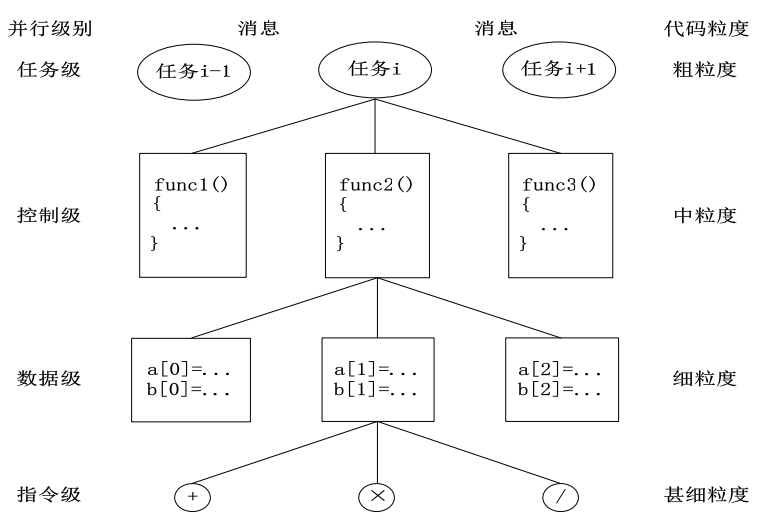 并行级别 消息 消息 代码粒度
任务级 任务i-1 任务i 任务i+1 粗粒度
func1() func2() func3()
{ { {
... ... ...
} } }
控制级 中粒度
a[0]=... a[1]=... a[2]=...
数据级 细粒度
b[0]=... b[1]=... b[2]=...
指令级 + × / 甚细粒度